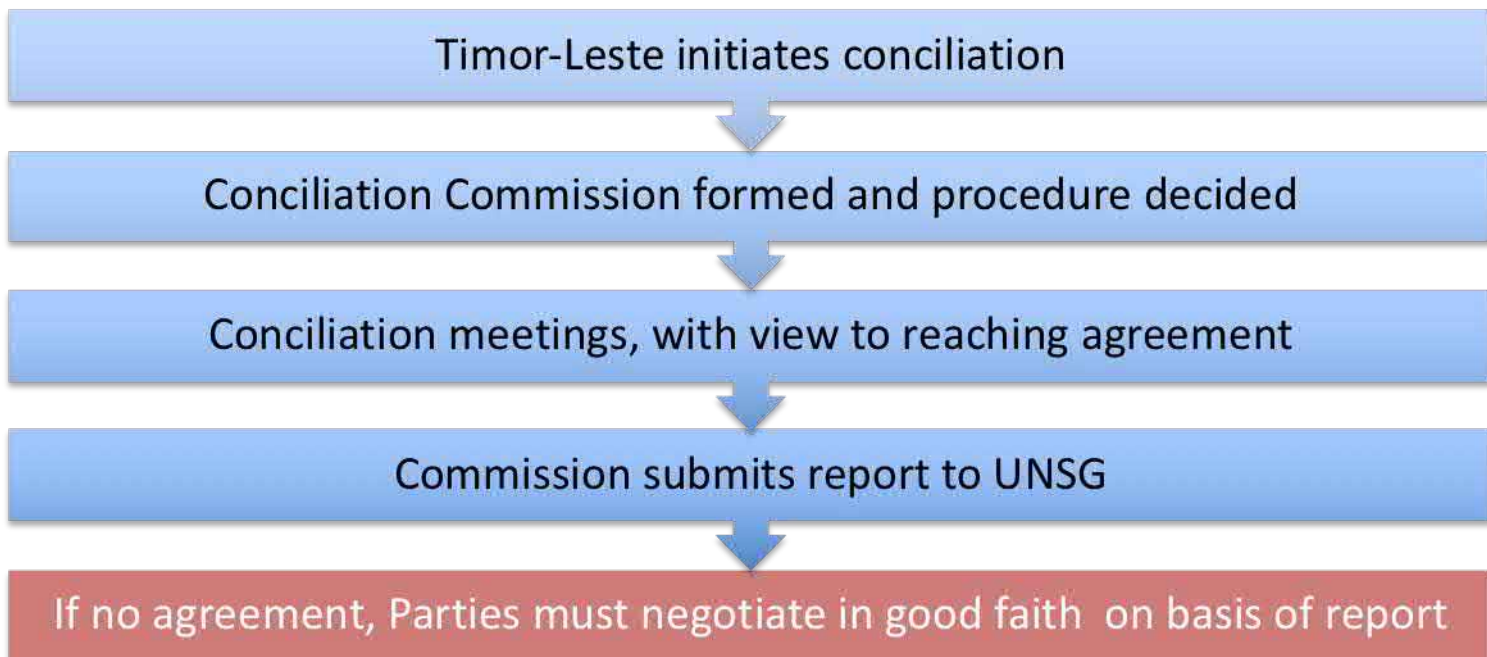 Timor-Leste initiates conciliation
Conciliation Commission formed and procedure decided
Conciliation meetings, with view to reaching agreement
Commission submits report to UNSG
If no agreement, Parties must negotiate in good faith  on basis of report